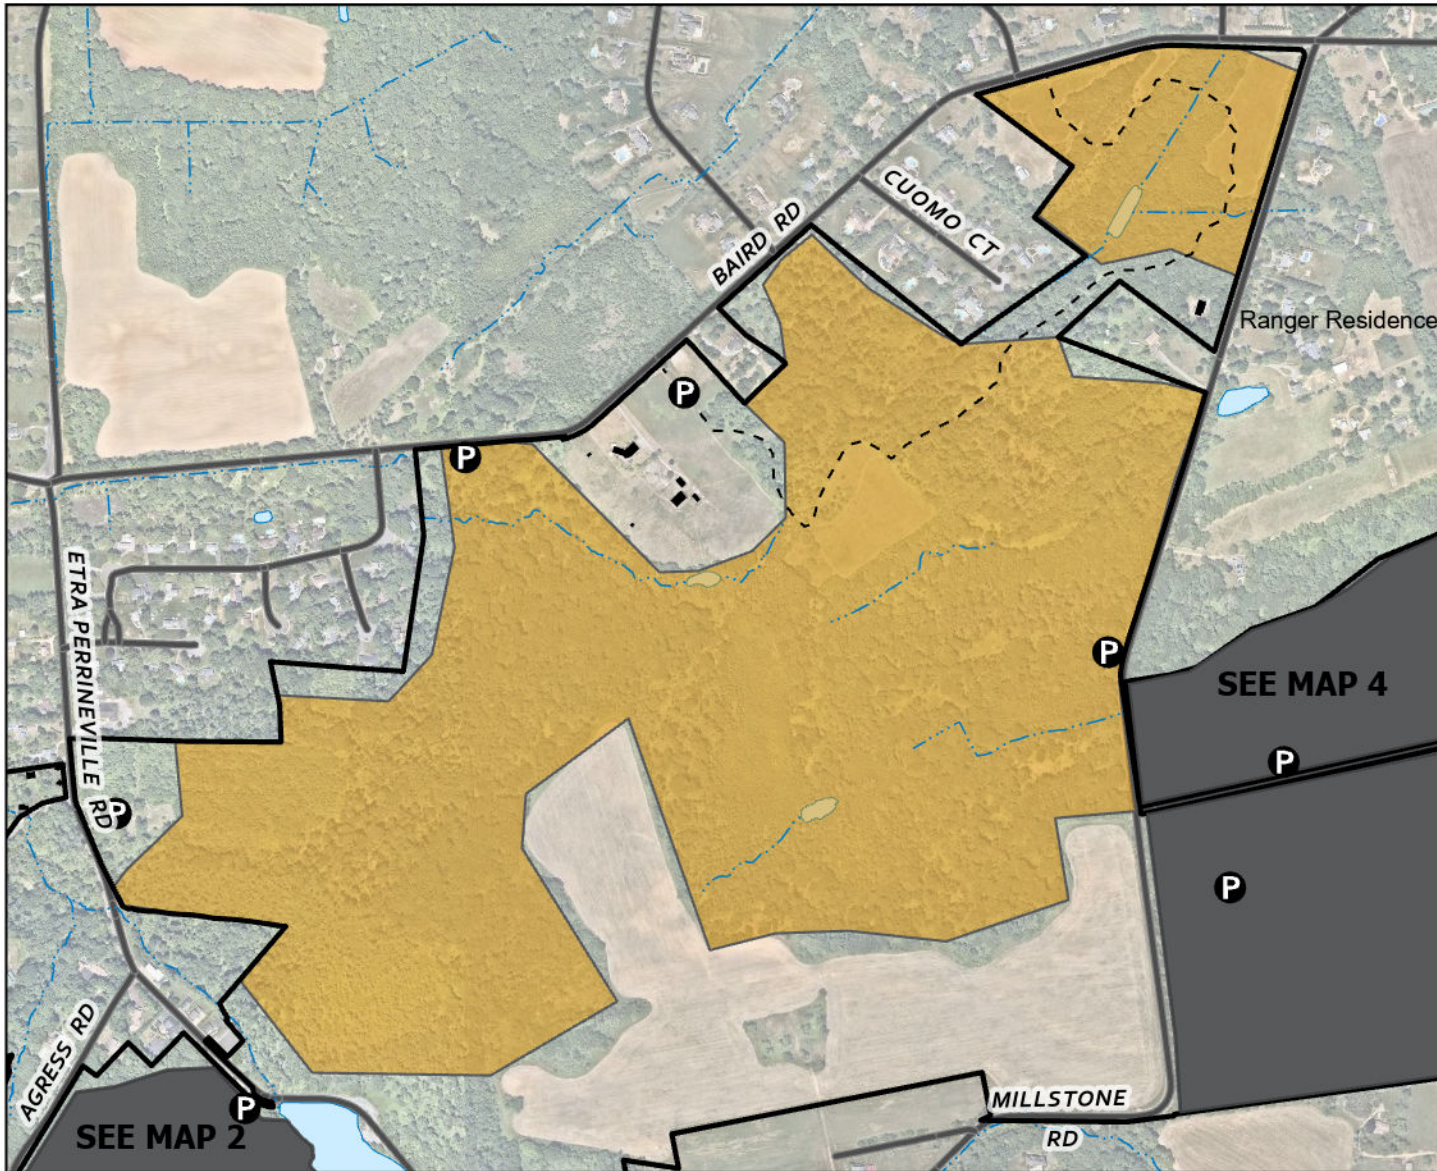 CUOMO CT
BAIRD RD
Ranger Residence
P
P
ETRA PERRINEVILLE RD
P
SEE MAP 4
P
P
P
AGRESS RD
MILLSTONE
RD
P
SEE MAP 2